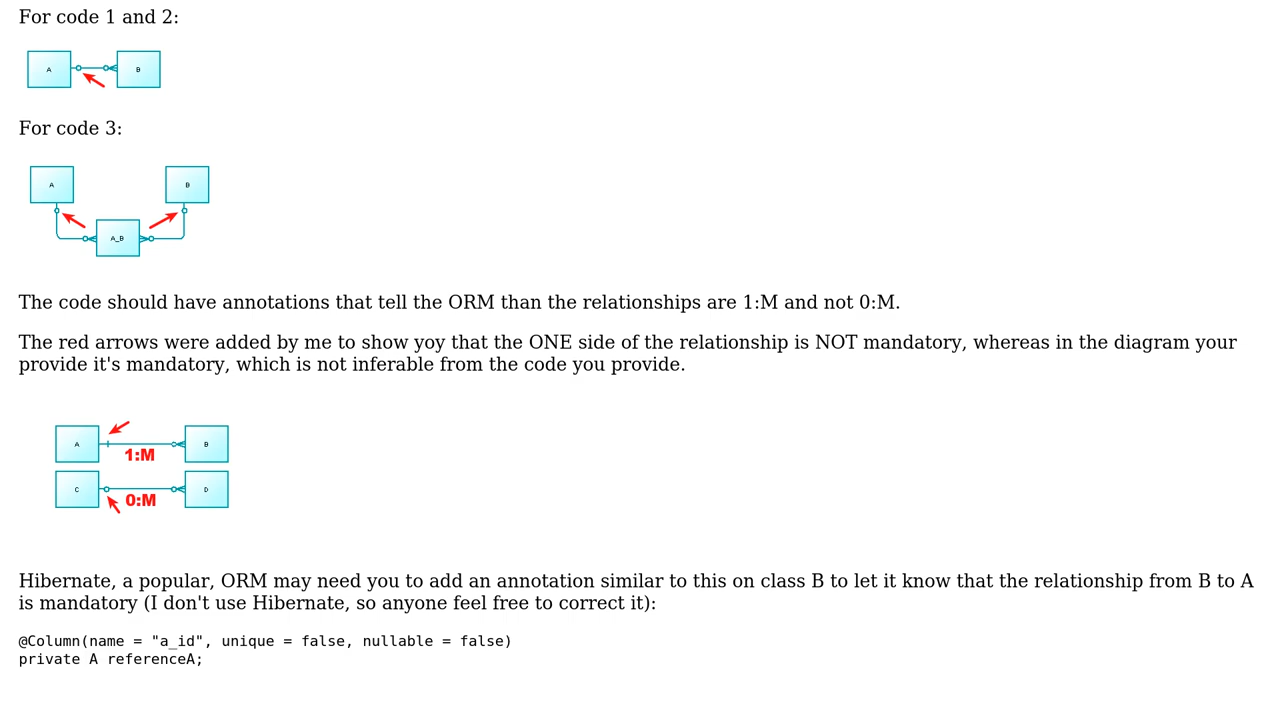 For code 1 and 2:
A
B
For code 3:
A
B
A_B
The code should have annotations that tell the ORM than the relationships are 1:M and not 0:M.
The red arrows were added by me to show yoy that the ONE side of the relationship is NOT mandatory, whereas in the diagram your
provide it's mandatory, which is not inferable from the code you provide.
A
B
1:M
C
D
0:M
Hibernate, a popular, ORM may need you to add an annotation similar to this on class B to let it know that the relationship from B to A
is mandatory (I don't use Hibernate, so anyone feel free to correct it):
@Column(name = "a_id", unique = false, nullable = false)
private A referenceA;